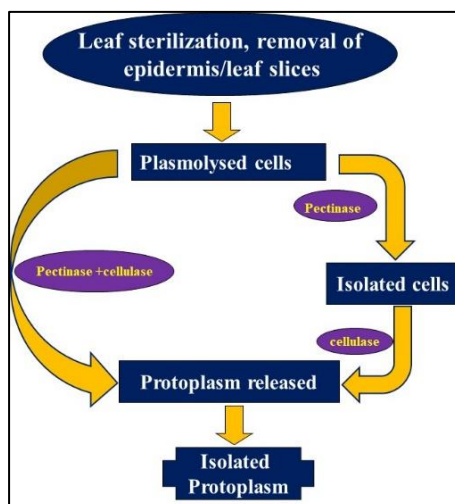 Leaf sterilization, removal of
epidermis/leaf slices
Plasmolysed cells
Pectinase
Pectinase +cellulase
Isolated cells
cellulase
Protoplasm released
Isolated
Protoplasm